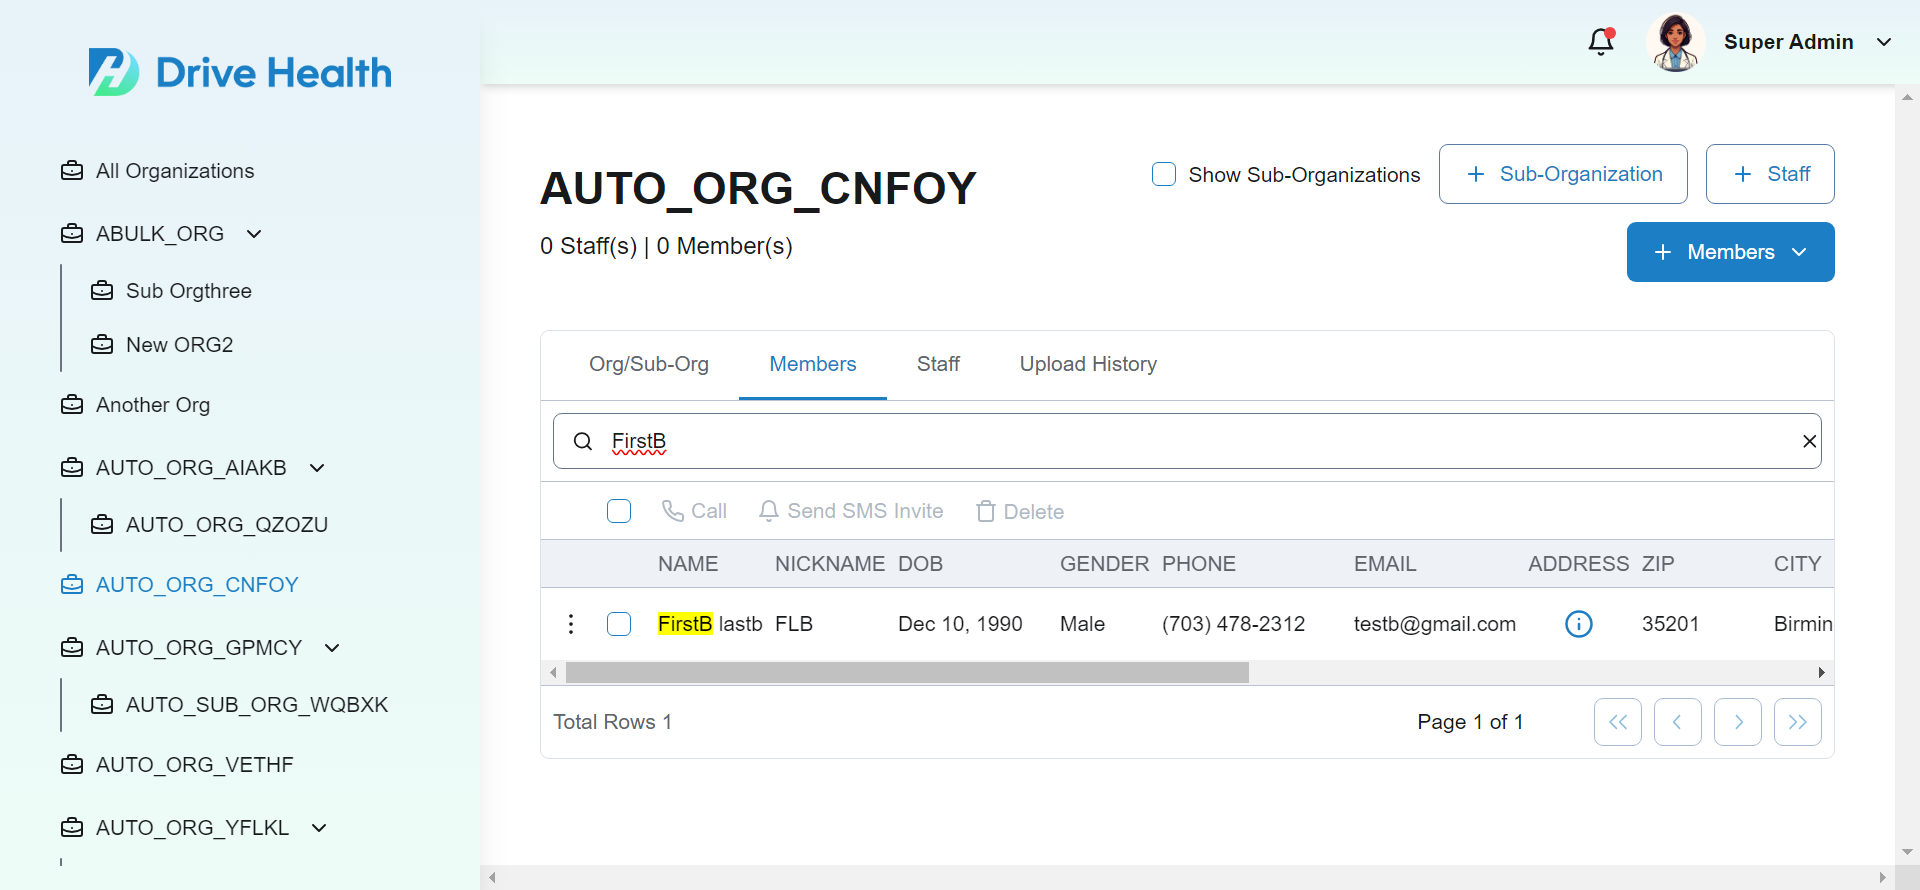 Drive Health
Super Admin
All Organizations
ABULK_ORG
Sub Orgthree
New ORG2
Another Org
AUTO_ORG_AIAKB
AUTO_ORG_QZOZU
AUTO_ORG_CNFOY
AUTO_ORG_GPMCY
AUTO_SUB_ORG_WQBXK
AUTO_ORG_VETHF
AUTO_ORG_YFLKL
AUTO_ORG_CNFOY
Show Sub-Organizations
Sub-Organization
Staff
0 Staff(s) | 0 Member(s)
Members
Org/Sub-Org Members Staff Upload History
FirstB
Call Send SMS Invite Delete
NAME NICKNAME DOB GENDER PHONE EMAIL ADDRESS ZIP CITY
FirstB lastb FLB Dec 10, 1990 Male (703) 478-2312 testb@gmail.com 35201 Birmin
Total Rows 1 Page 1 of 1